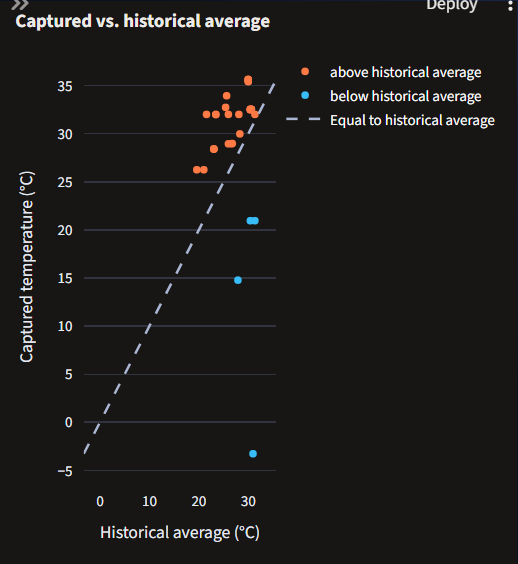 Deploy
Captured vs. historical average
above historical average
below historical average
Equal to historical average
35
30
25
20
15
10
5
0
−5
Captured temperature (°C)
0 10 20 30
Historical average (°C)